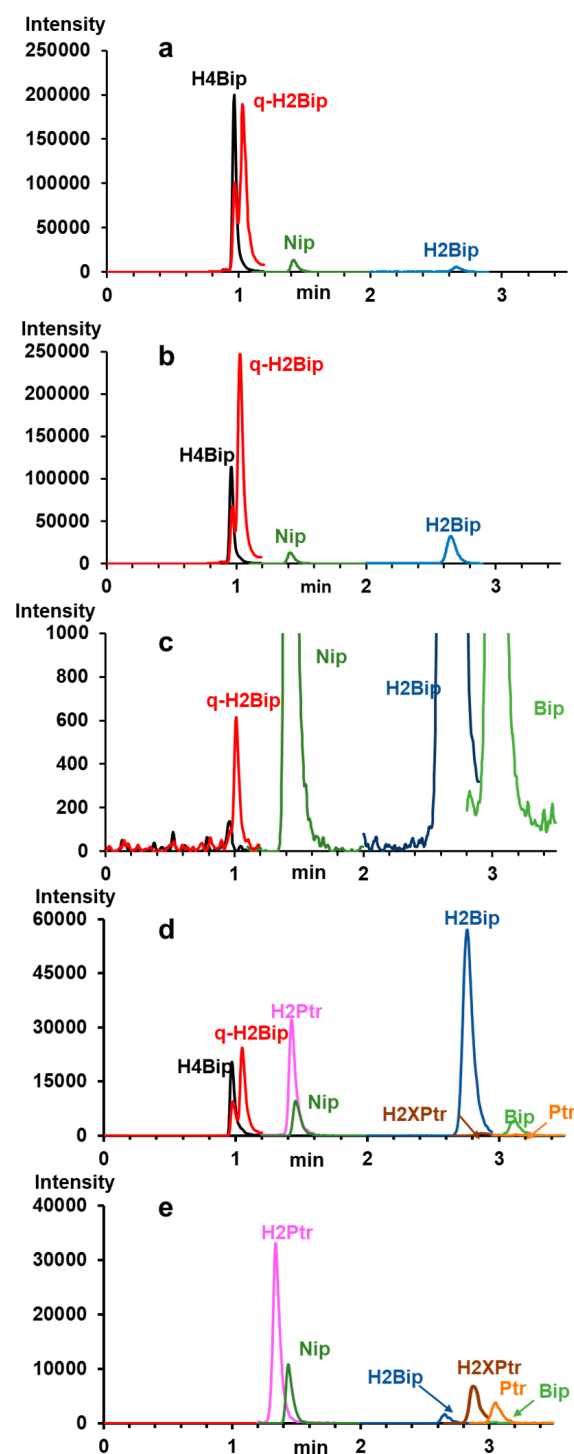 Intensity
a
250000
H4Bip
200000
q-H2Bip
150000
100000
50000
Nip
H2Bip
0
0 1 min 2 3
Intensity
b
250000
q-H2Bip
200000
150000
H4Bip
100000
50000
Nip
H2Bip
0
0 1 min 2 3
Intensity
c
1000
Nip
800
q-H2Bip
H2Bip
Bip
600
400
200
0
0 1 min 2 3
Intensity
d
H2Bip
60000
45000
H2Ptr
30000
q-H2Bip
H4Bip
15000
Nip
H2XPtr
Bip
Ptr
0
0 1 min 2 3
Intensity
e
40000
H2Ptr
30000
20000
Nip
H2XPtr
10000
H2Bip
Ptr
Bip
0
0 1 min 2 3